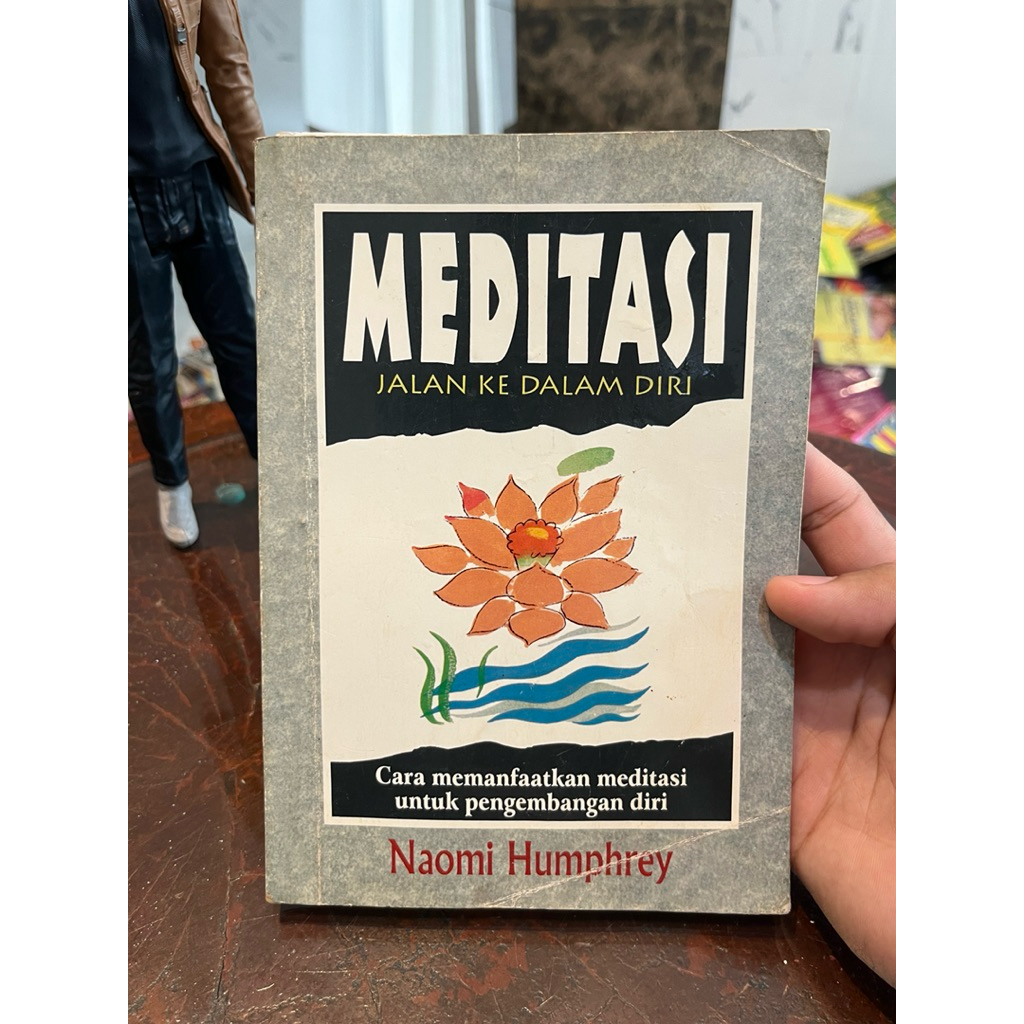 MEDITASI
JALAN KE DALAM DIRI
Cara memanfaatkan meditasi
untuk pengembangan diri
Naomi Humphrey